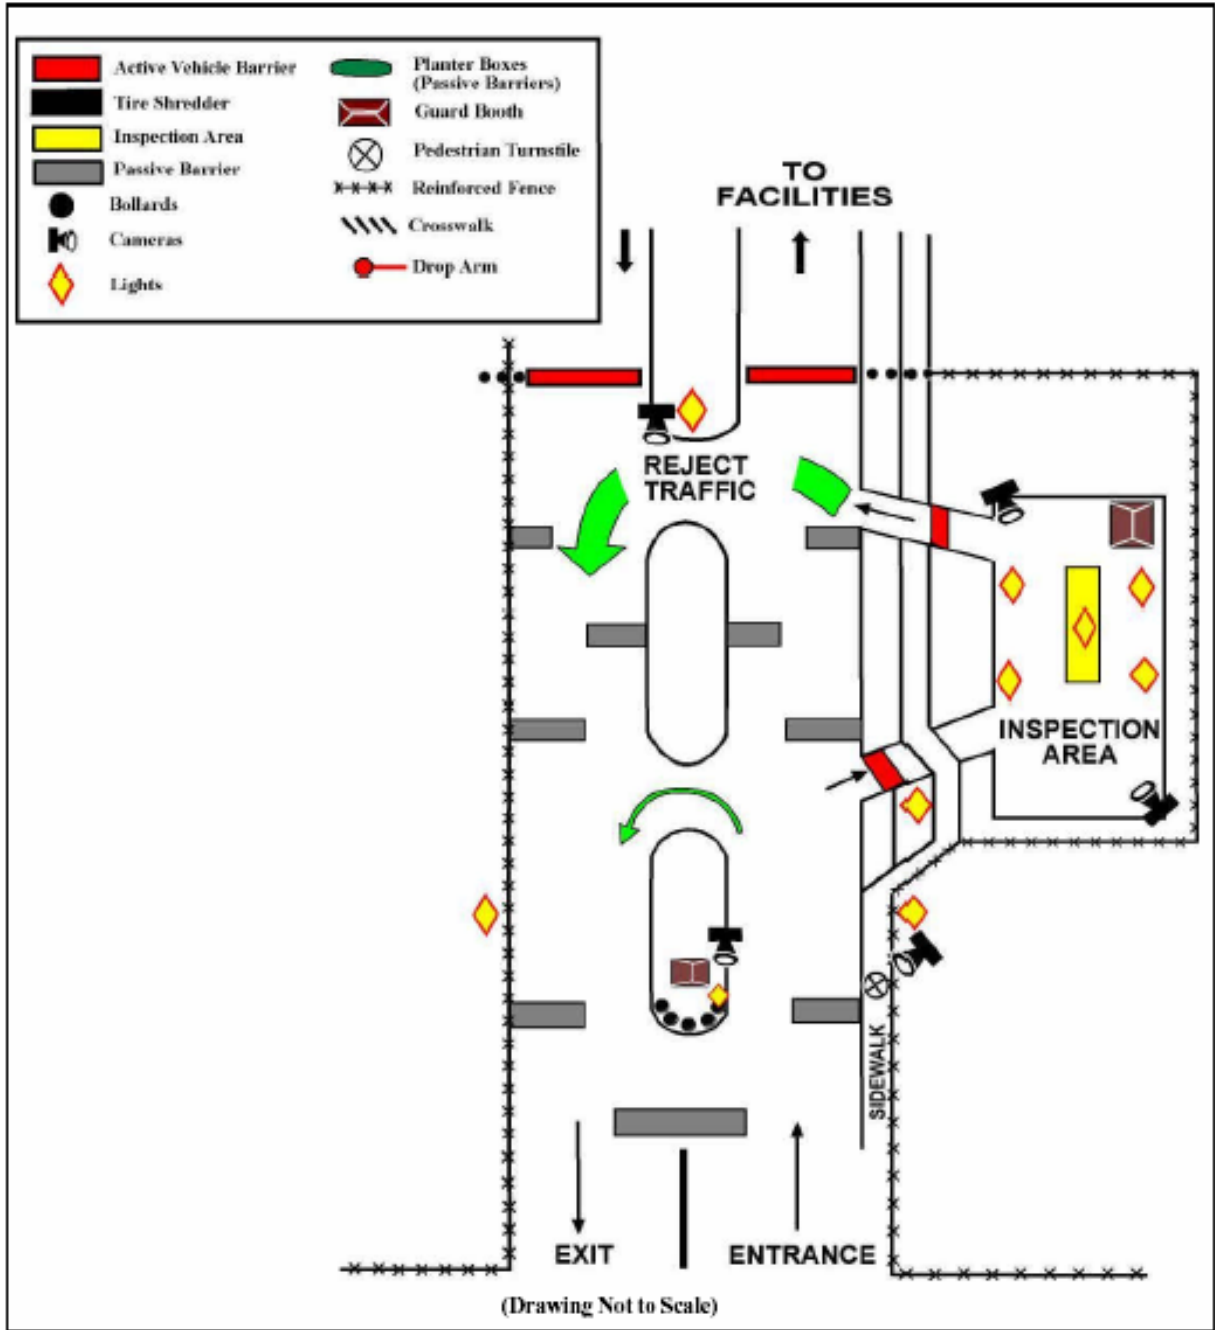 Active Vehicle Barrier
Tire Shredder
Inspection Area
Passive Barrier
Bollards
Cameras
Lights
Planter Boxes
(Passive Barriers)
Guard Booth
Pedestrian Turnstile
Reinforced Fence
Crosswalk
Drop Arm
TO
FACILITIES
REJECT
TRAFFIC
INSPECTION
AREA
SIDEWALK
EXIT
ENTRANCE
(Drawing Not to Scale)